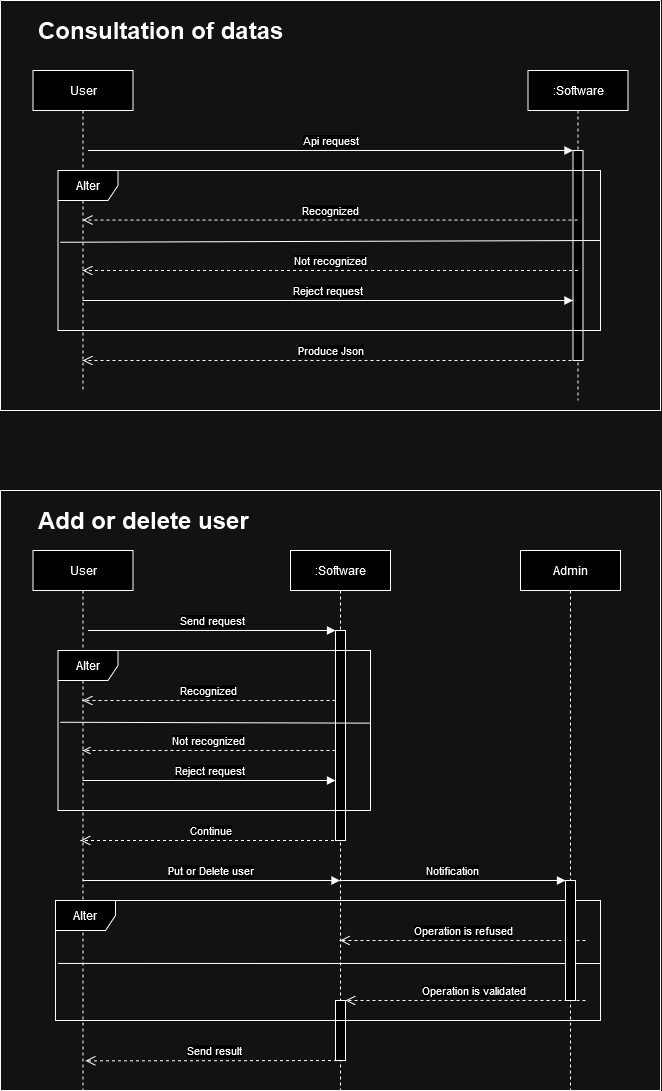 Consultation of datas
User
:Software
Api request
Alter
Recognized
Not recognized
Reject request
Produce Json
Add or delete user
User
:Software
Admin
Send request
Alter
Recognized
Not recognized
Reject request
Continue
Put or Delete user
Notification
Alter
Operation is refused
Operation is validated
Send result